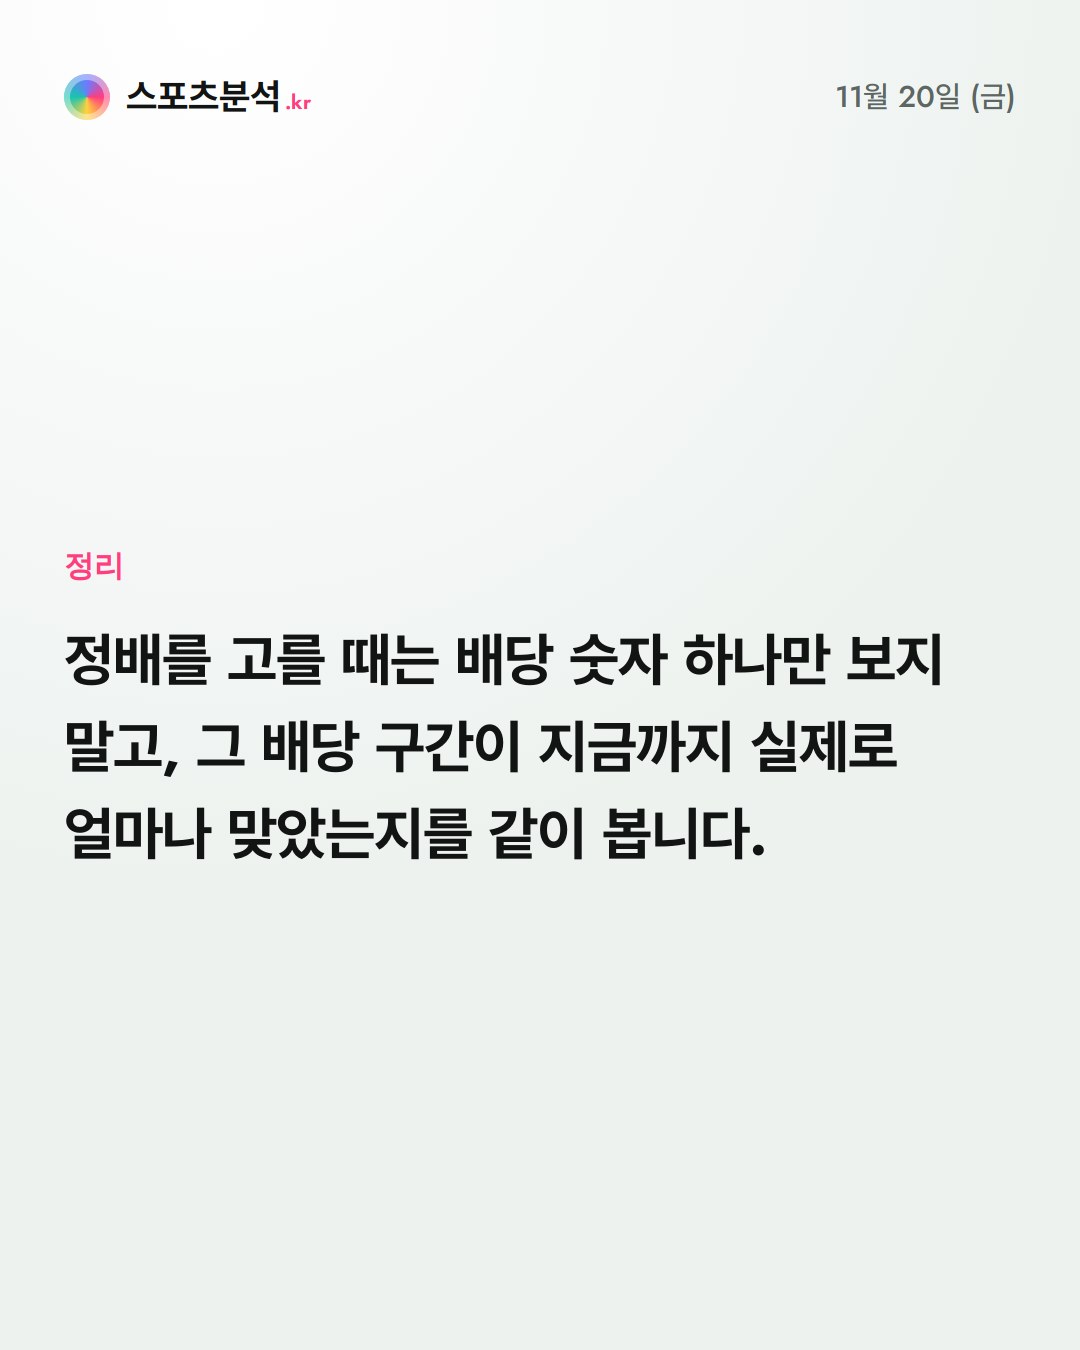 스포츠분석.kr
11월 20일 (금)
정리
정배를 고를 때는 배당 숫자 하나만 보지
말고, 그 배당 구간이 지금까지 실제로
얼마나 맞았는지를 같이 봅니다.